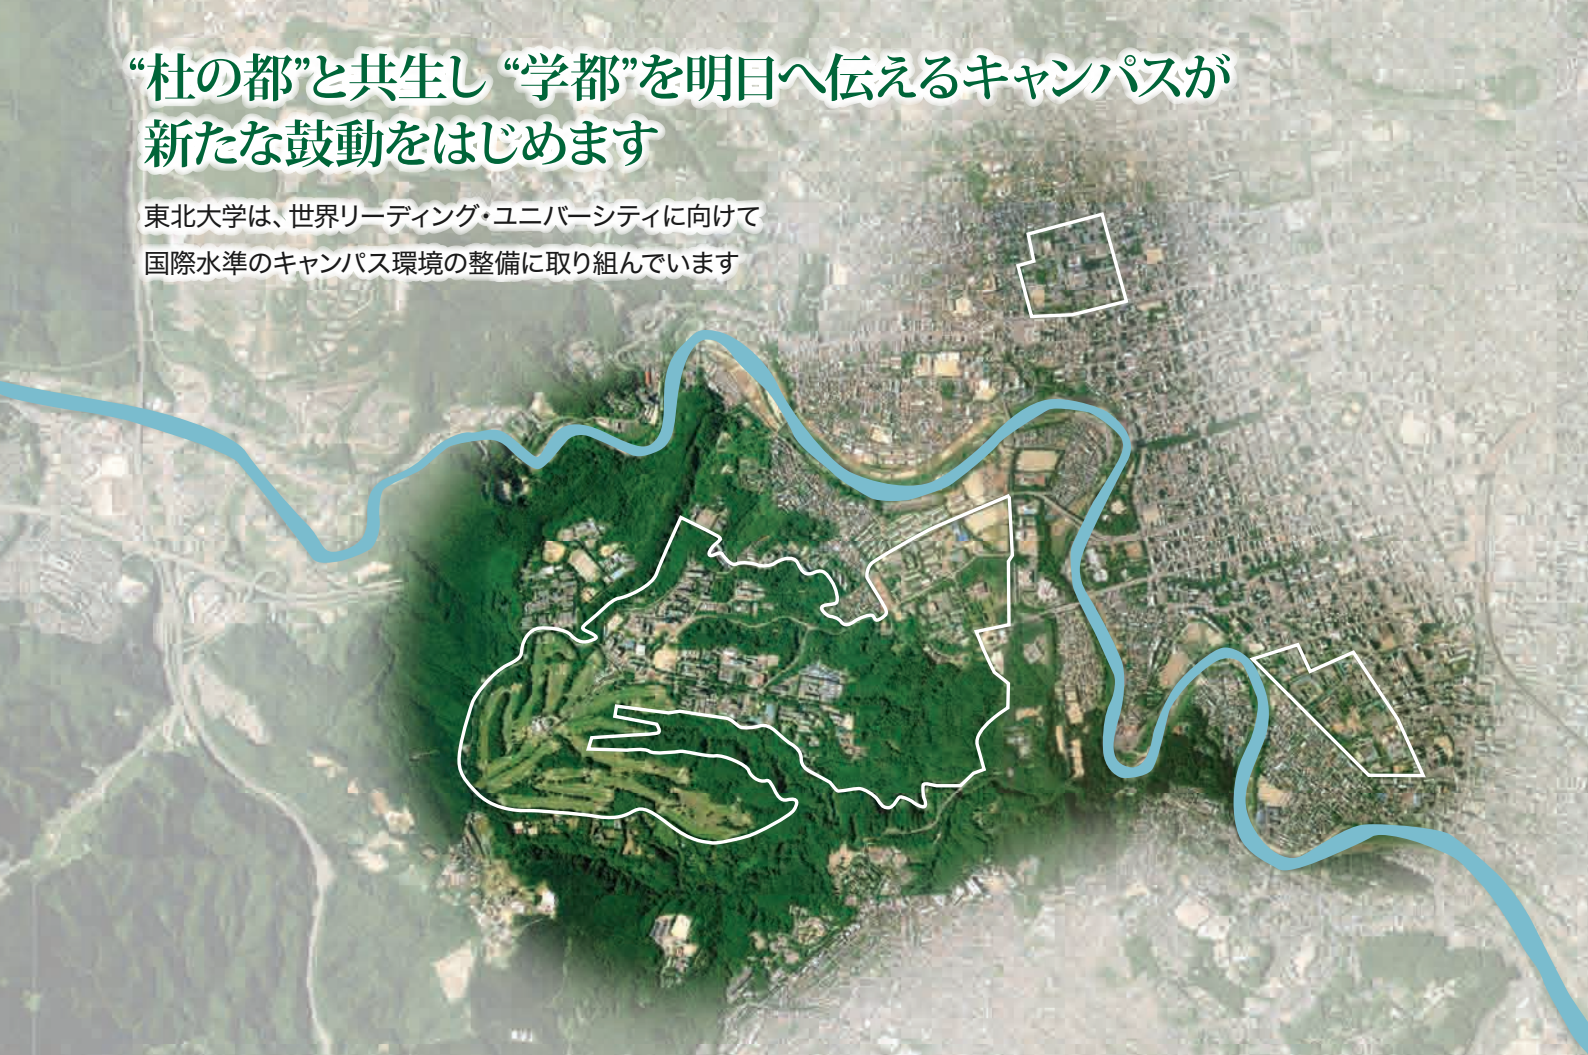 “杜の都”と共生し “学都”を明日へ伝えるキャンパスが
新たな鼓動をはじめます
東北大学は、世界リーディング・ユニバーシティに向けて
国際水準のキャンパス環境の整備に取り組んでいます